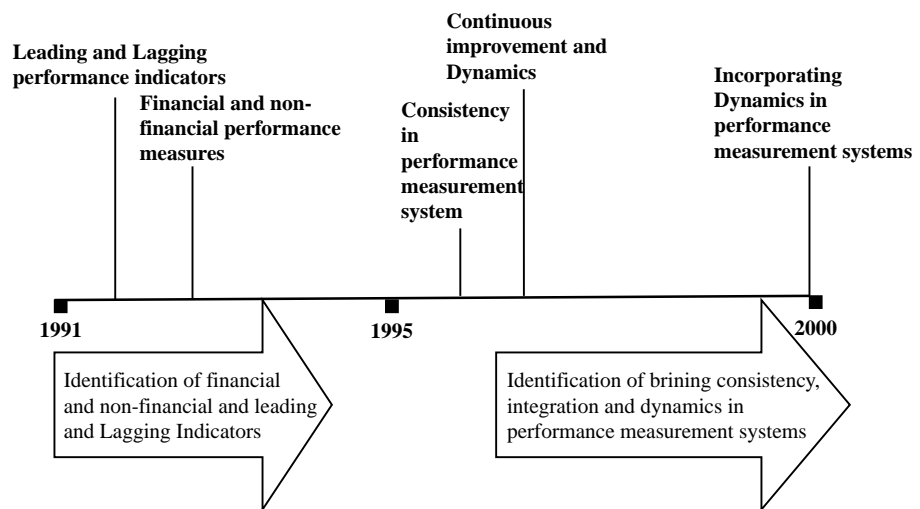 Leading and Lagging
performance indicators
Financial and non-
financial performance
measures
Continuous
improvement and
Dynamics
Consistency
in
performance
measurement
system
Incorporating
Dynamics in
performance
measurement systems
1991
1995
2000
Identification of financial
and non-financial and leading
and Lagging Indicators
Identification of brining consistency,
integration and dynamics in
performance measurement systems